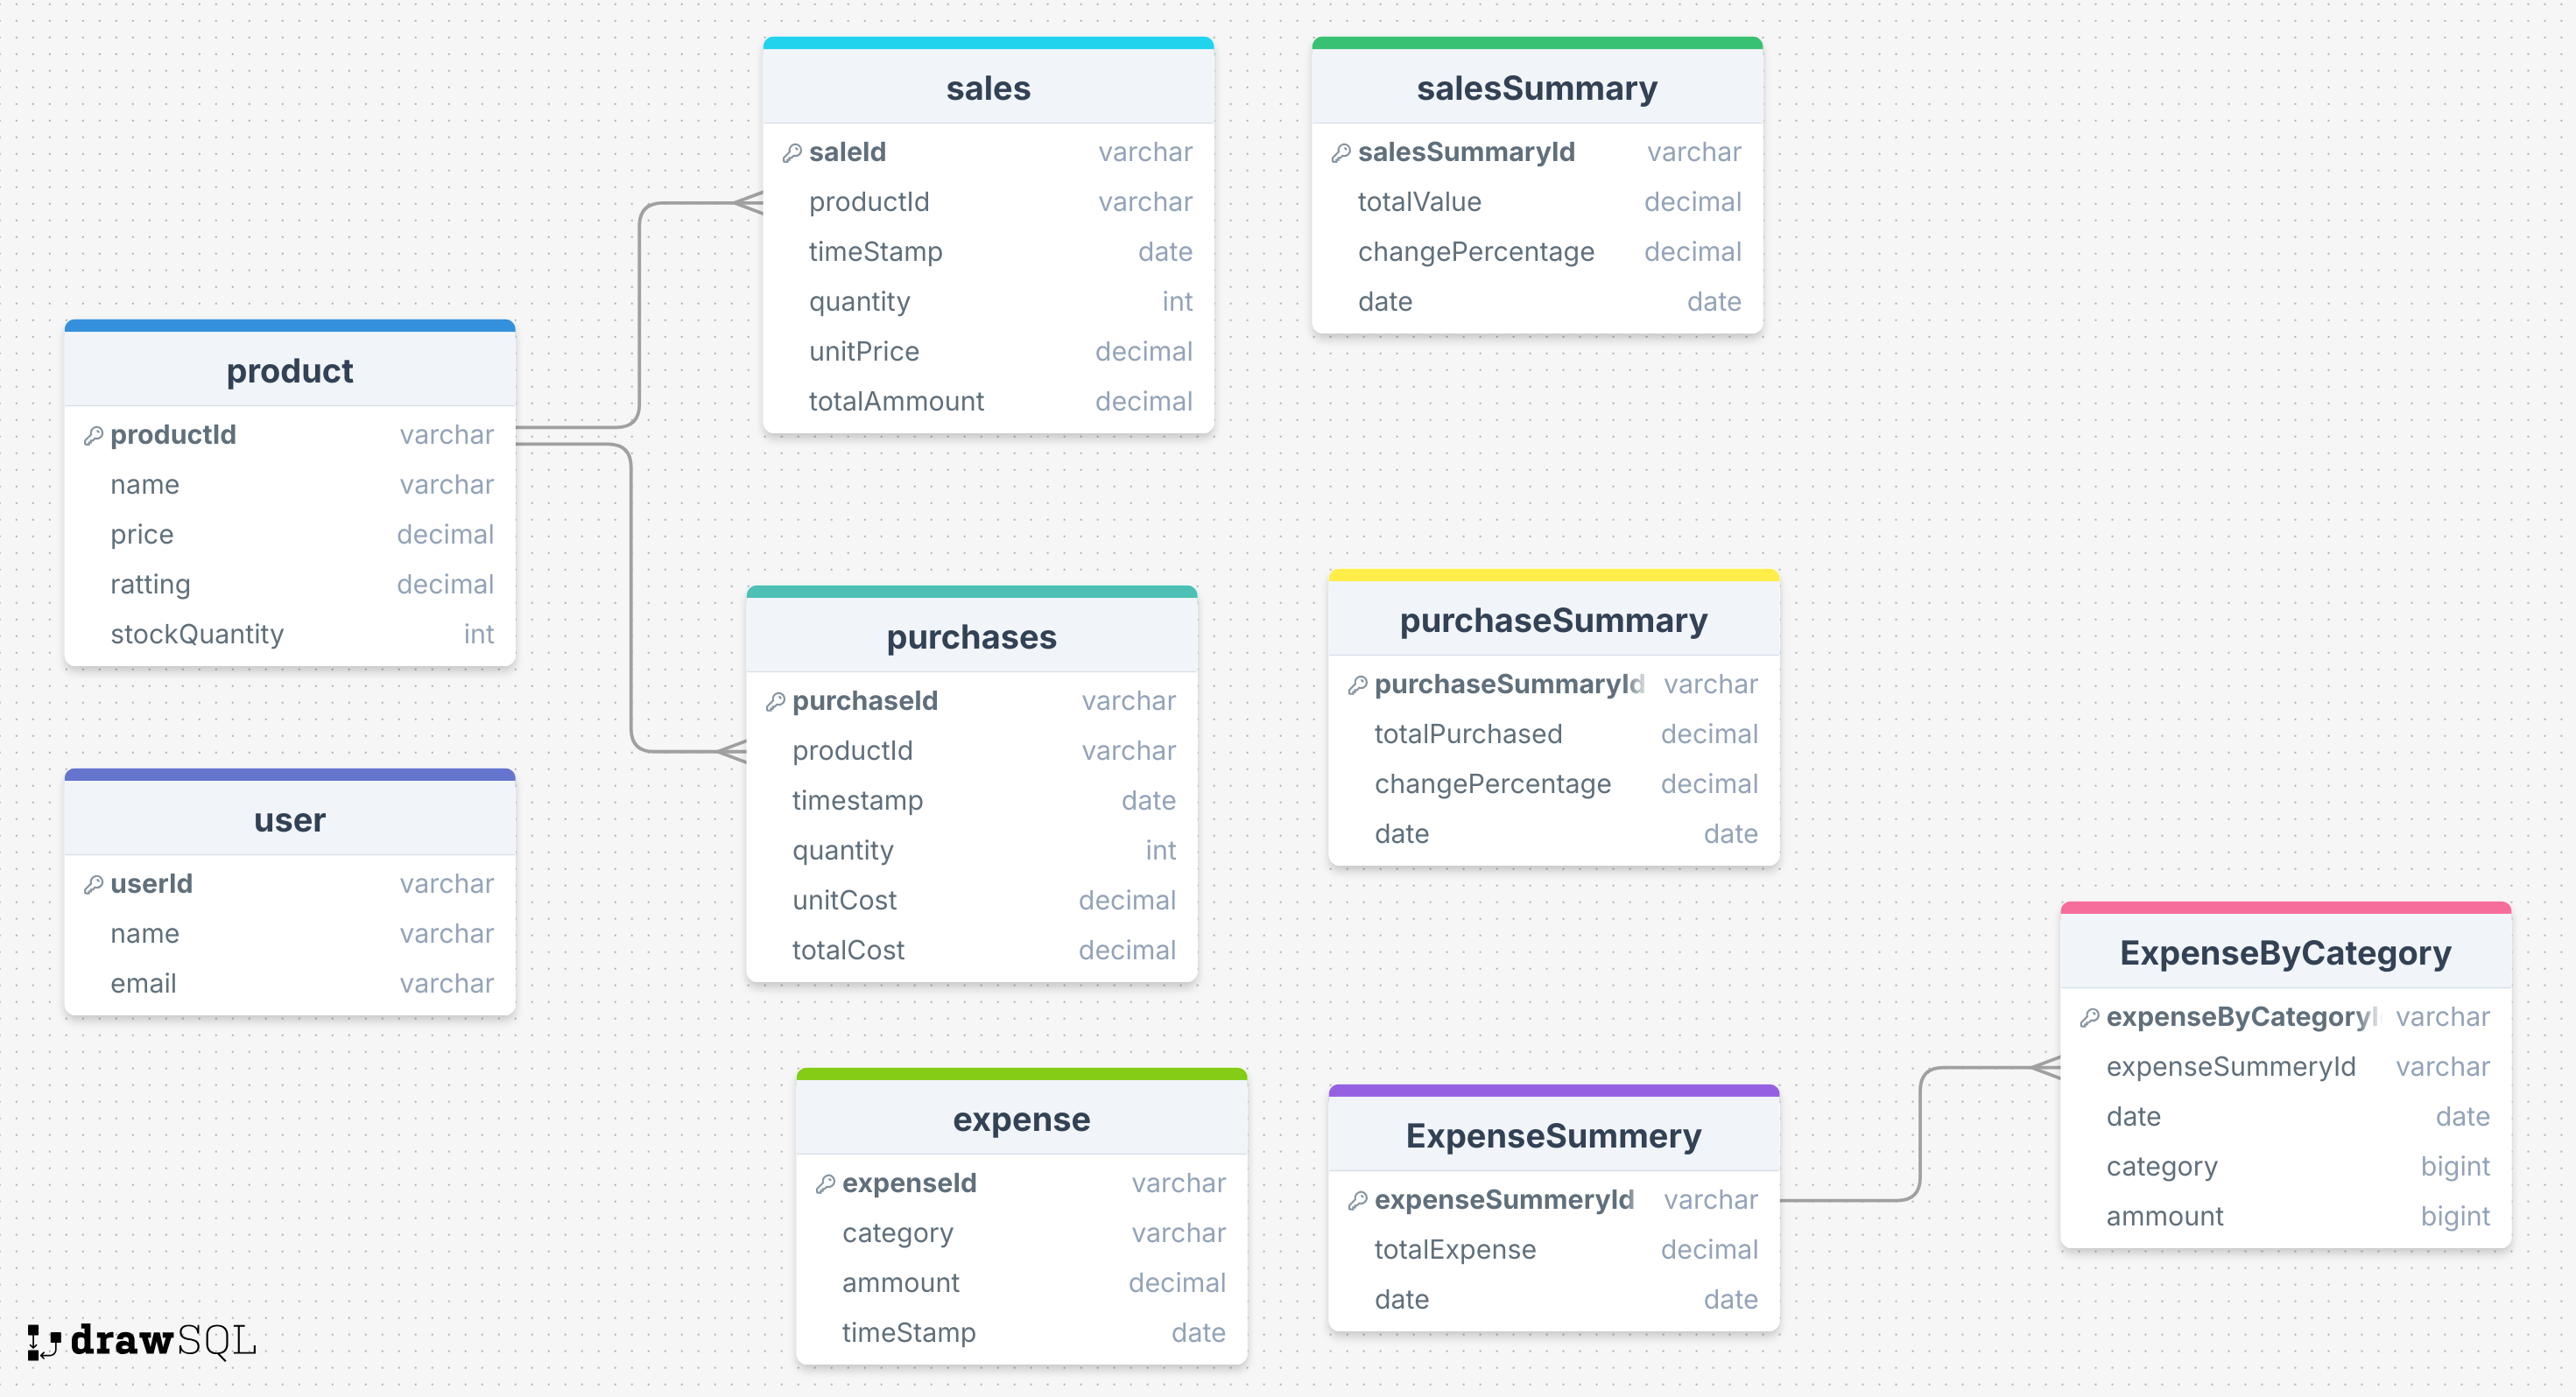 sales
saleId varchar
productId varchar
timeStamp date
quantity int
unitPrice decimal
totalAmmount decimal
salesSummary
salesSummaryId varchar
totalValue decimal
changePercentage decimal
date date
product
productId varchar
name varchar
price decimal
ratting decimal
stockQuantity int
purchases
purchaseId varchar
productId varchar
timestamp date
quantity int
unitCost decimal
totalCost decimal
purchaseSummary
purchaseSummaryId varchar
totalPurchased decimal
changePercentage decimal
date date
user
userId varchar
name varchar
email varchar
expense
expenseId varchar
category varchar
ammount decimal
timeStamp date
ExpenseSummery
expenseSummeryId varchar
totalExpense decimal
date date
ExpenseByCategory
expenseByCategoryI varchar
expenseSummeryId varchar
date date
category bigint
ammount bigint
drawSQL